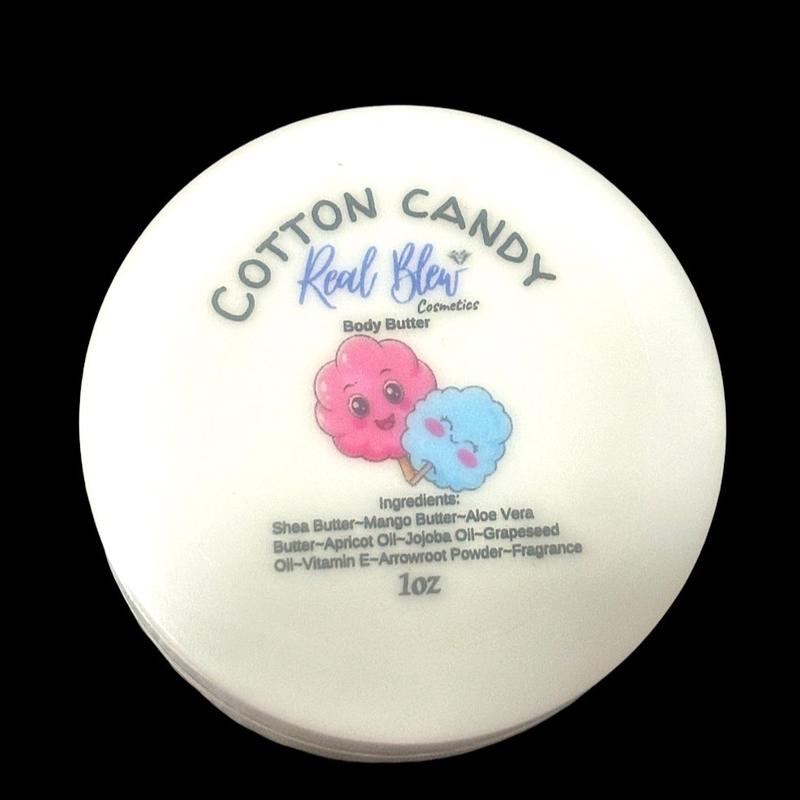 COTTON CANDY
Real Blew
Cosmetics
Body Butter
Ingredients:
Shea Butter~Mango Butter~Aloe Vera
Butter~Apricot Oil~Jojoba Oil~Grapeseed
Oil~Vitamin E~Arrowroot Powder~Fragrance
1oz